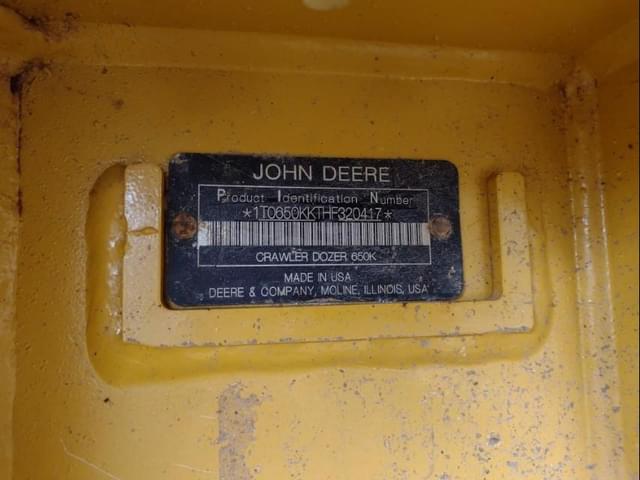 JOHN DEERE
Product Identification Number
*1T0650KKTHF320417*
CRAWLER DOZER 650K
MADE IN USA
DEERE & COMPANY, MOLINE, ILLINOIS, USA